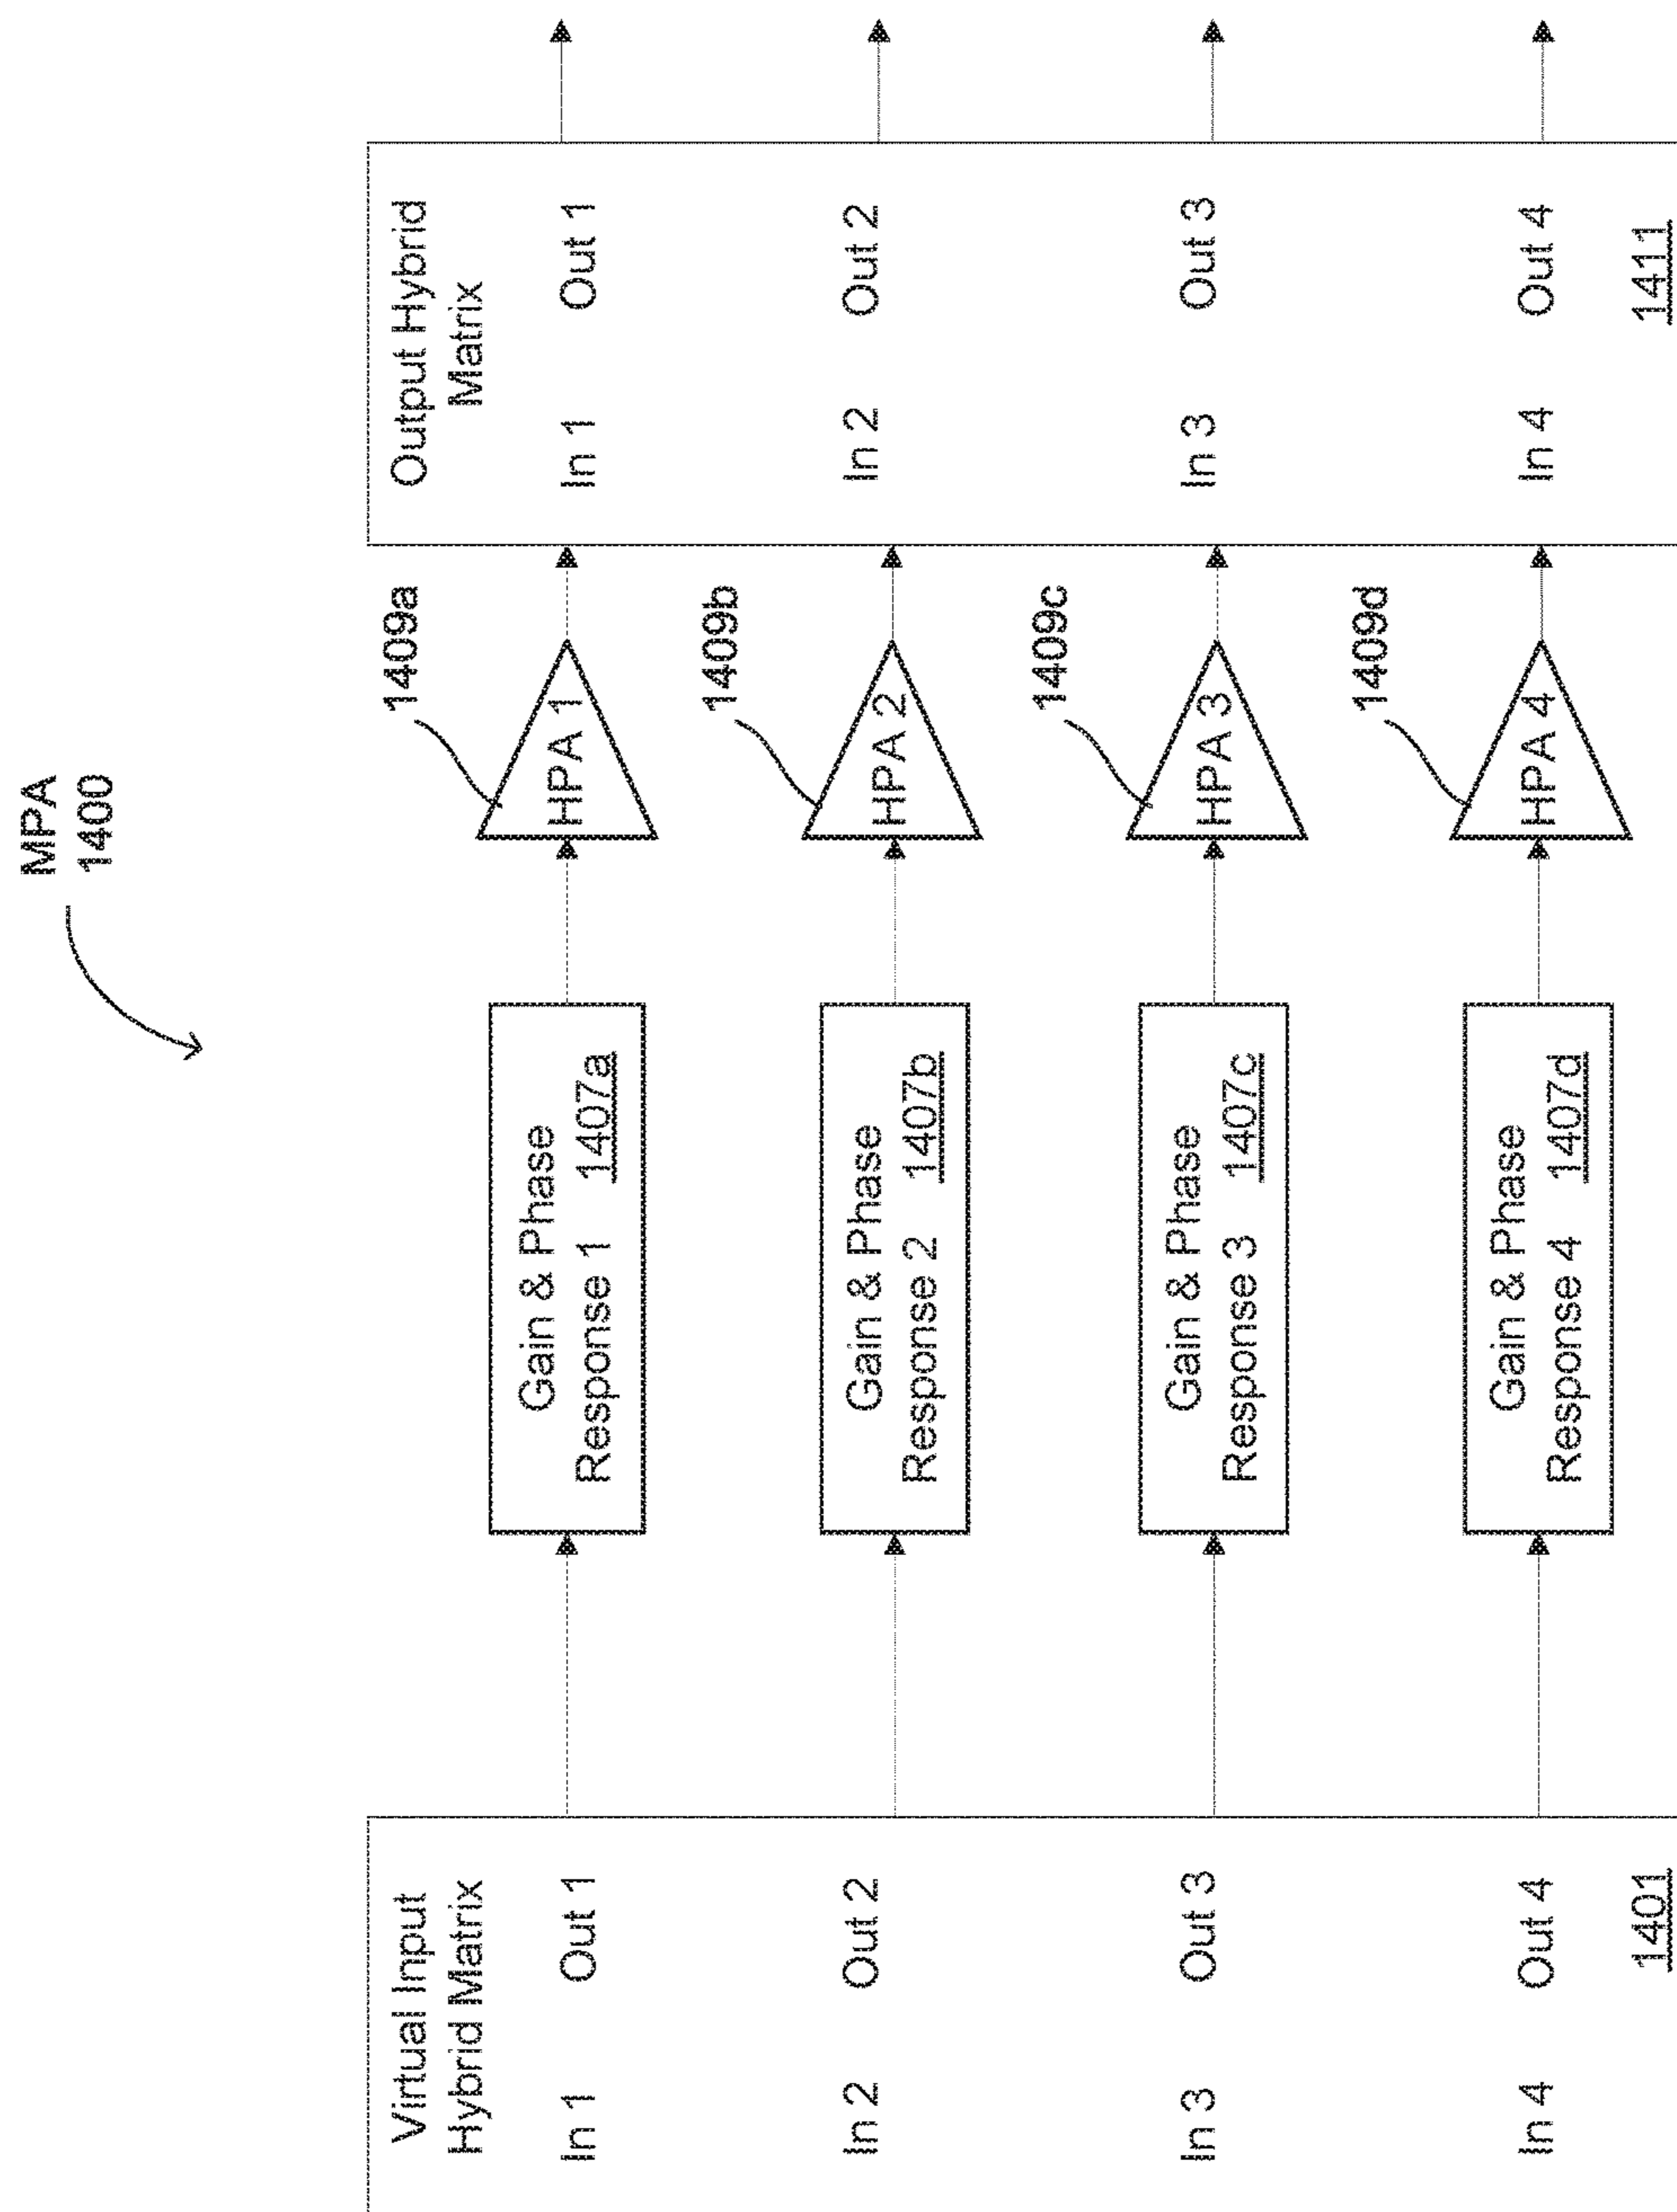 MPA
1400
Virtual Input
Hybrid Matrix
In 1 Out 1
In 2 Out 2
In 3 Out 3
In 4 Out 4
1401
Gain & Phase
Response 1 1407a
Gain & Phase
Response 2 1407b
Gain & Phase
Response 3 1407c
Gain & Phase
Response 4 1407d
1409a
HPA 1
1409b
HPA 2
1409c
HPA 3
1409d
HPA 4
Output Hybrid
Matrix
In 1 Out 1
In 2 Out 2
In 3 Out 3
In 4 Out 4
1411